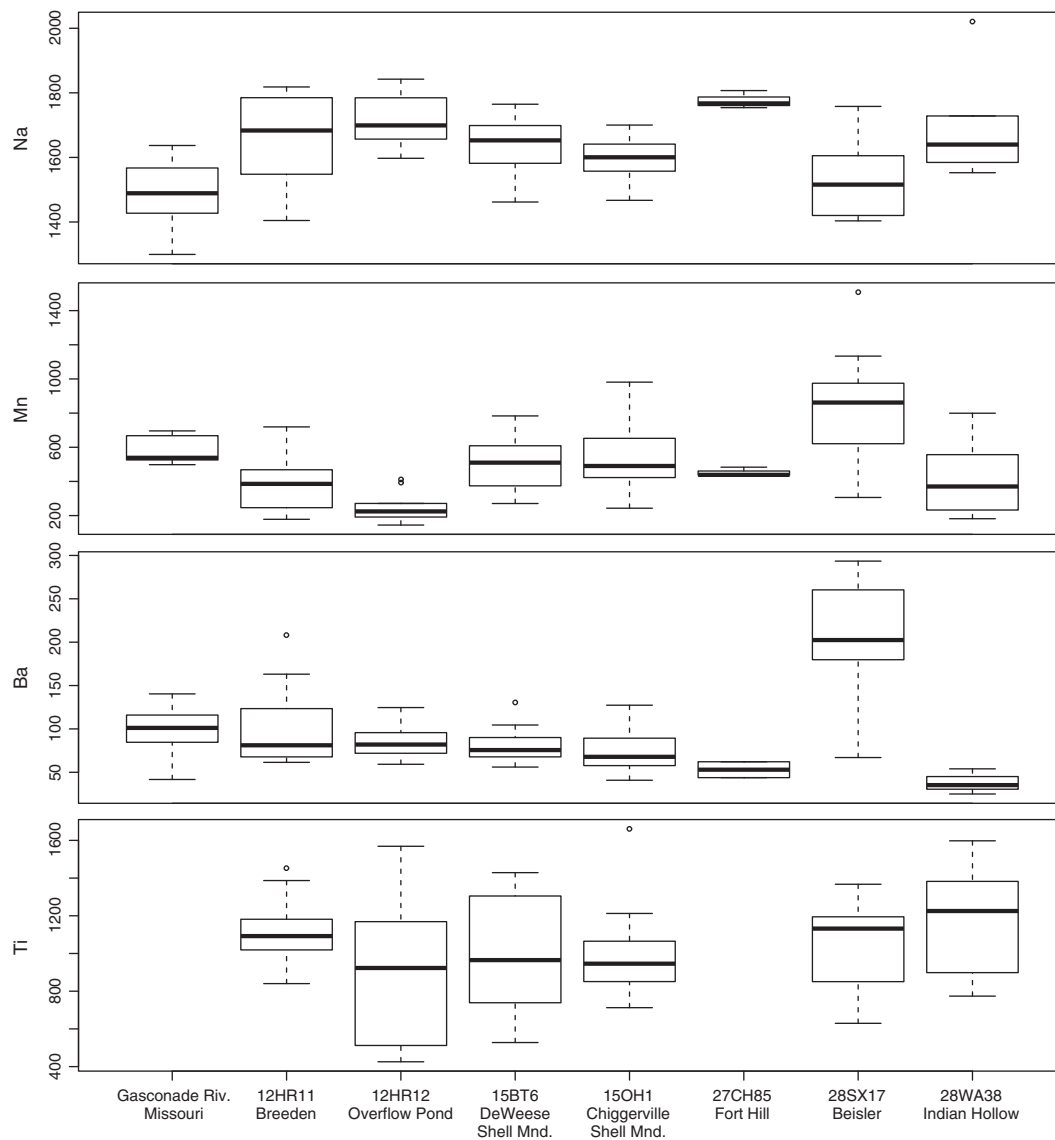 Na
2000
1800
1600
1400
Mn
1400
1000
600
200
Ba
300
250
200
150
100
50
Ti
1600
1200
800
400
Gasconade Riv.
Missouri
12HR11
Breeden
12HR12
Overflow Pond
15BT6
DeWeese
Shell Mnd.
15OH1
Chiggerville
Shell Mnd.
27CH85
Fort Hill
28SX17
Beisler
28WA38
Indian Hollow